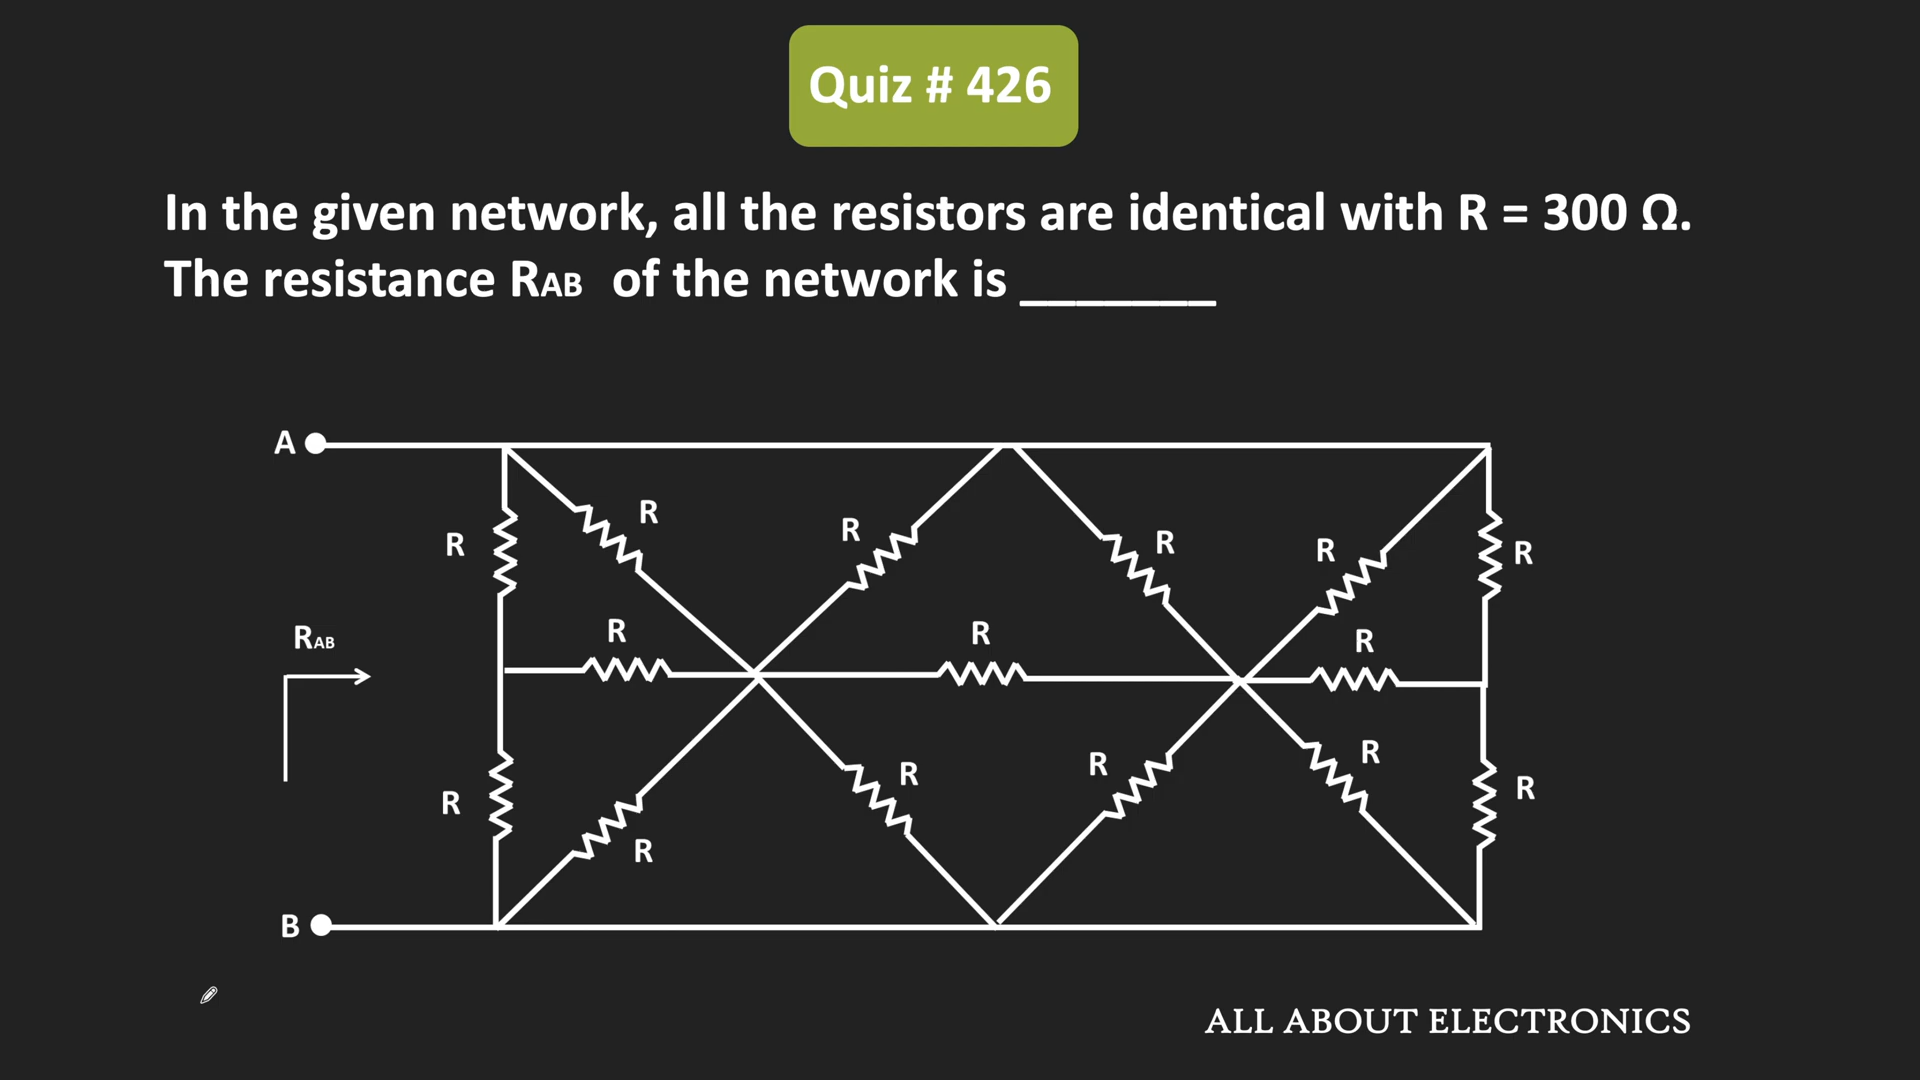 Quiz # 426
In the given network, all the resistors are identical with R = 300 Ω.
The resistance RAB of the network is _______
A
R
R
R
R
R
R
R
RAB
R
R
R
R
R
R
R
R
B
ALL ABOUT ELECTRONICS